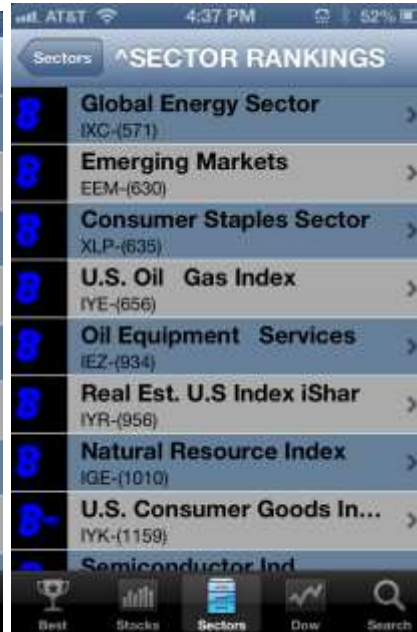 AT&T 4:37 PM 52%
Sectors ^SECTOR RANKINGS
B Global Energy Sector
IXC-(571)
B Emerging Markets
EEM-(630)
B Consumer Staples Sector
XLP-(635)
B U.S. Oil Gas Index
IYE-(656)
B Oil Equipment Services
IEZ-(934)
B Real Est. U.S Index iShar
IYR-(956)
B Natural Resource Index
IGE-(1010)
B- U.S. Consumer Goods In...
IYK-(1159)
Semiconductor Ind
Best Stocks Sectors Dow Search